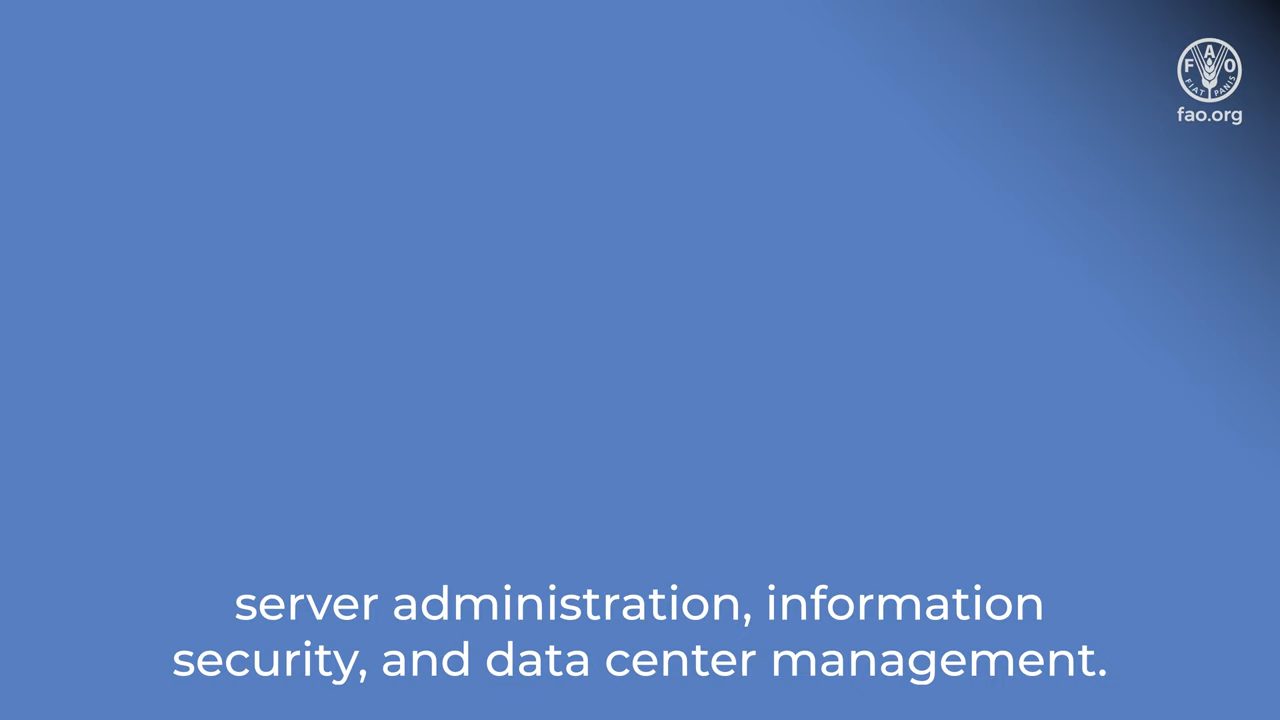 FAO
FIAT PANIS
fao.org
server administration, information
security, and data center management.